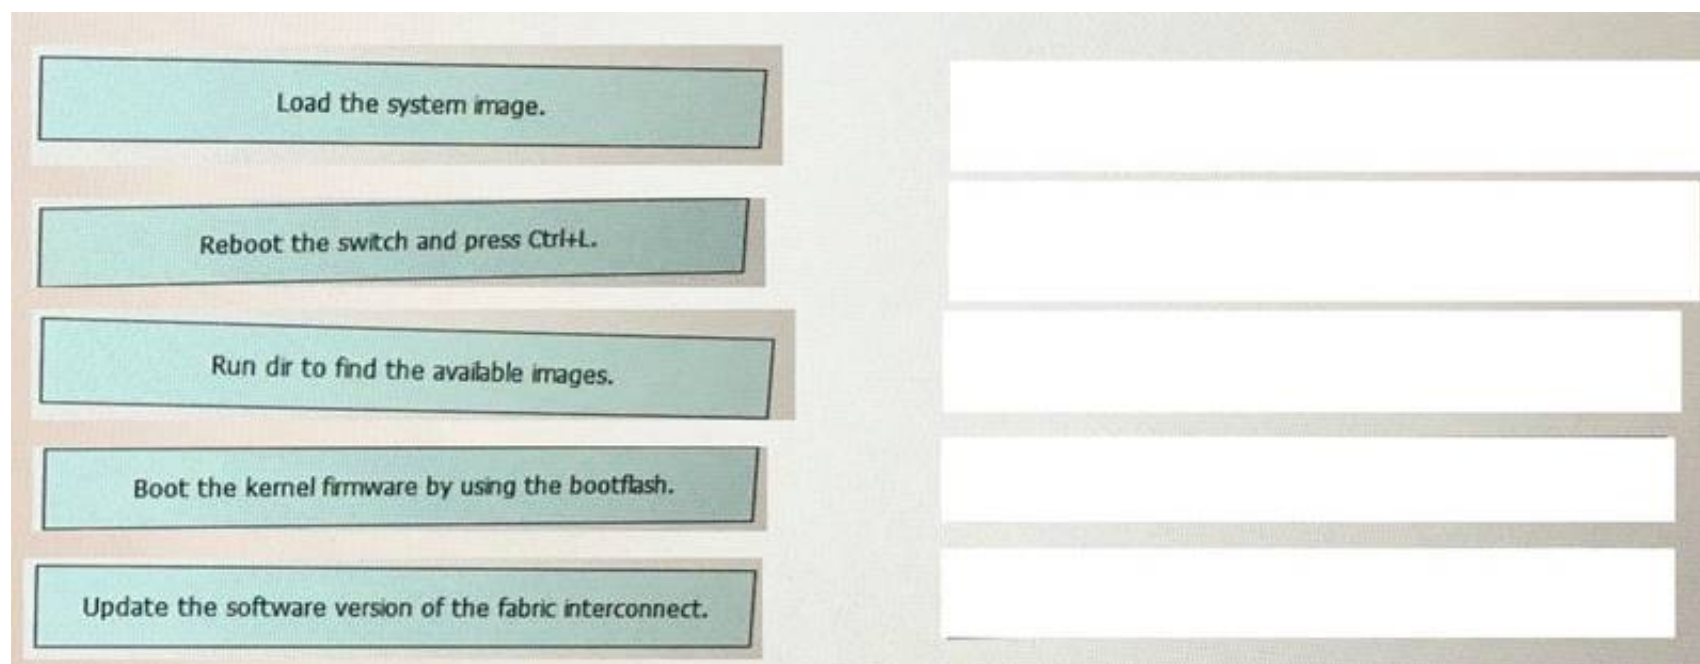 Load the system image.
Reboot the switch and press Ctrl+L.
Run dir to find the available images.
Boot the kernel firmware by using the bootflash.
Update the software version of the fabric interconnect.